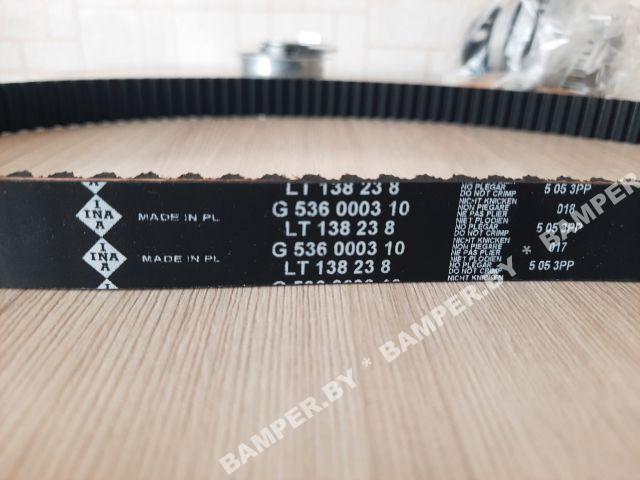 LT 138 23 8
INA
MADE IN PL
G 536 0003 10
LT 138 23 8
INA
MADE IN PL
G 536 0003 10
LT 138 23 8
NO PLEGAR
DO NOT CRIMP
NICHT KNICKEN
NON PIEGARE
NE PAS PLIER
NIET PLOOIEN
NO PLEGAR
DO NOT CRIMP
NICHT KNICKEN
NON PIEGARE
NE PAS PLIER
NIET PLOOIEN
NO PLEGAR
DO NOT CRIMP
NICHT KNICKEN
5 05 3PP
018
5 05 3PP
* 017
5 05 3PP
BAMPER.BY * BAMPER.BY * BAMPER.BY